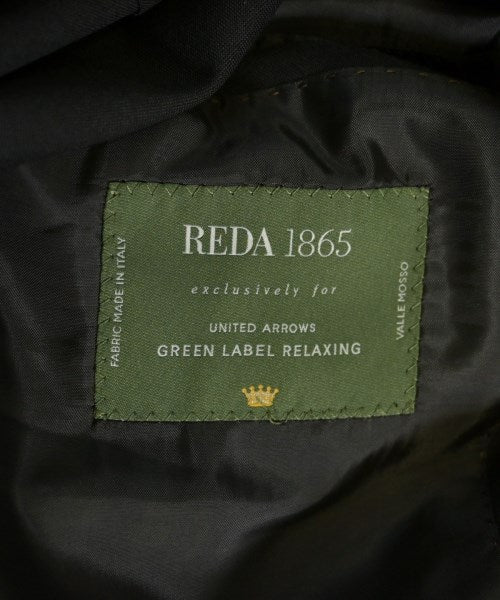 REDA 1865
exclusively for
UNITED ARROWS
GREEN LABEL RELAXING
FABRIC MADE IN ITALY
VALLE MOSSO